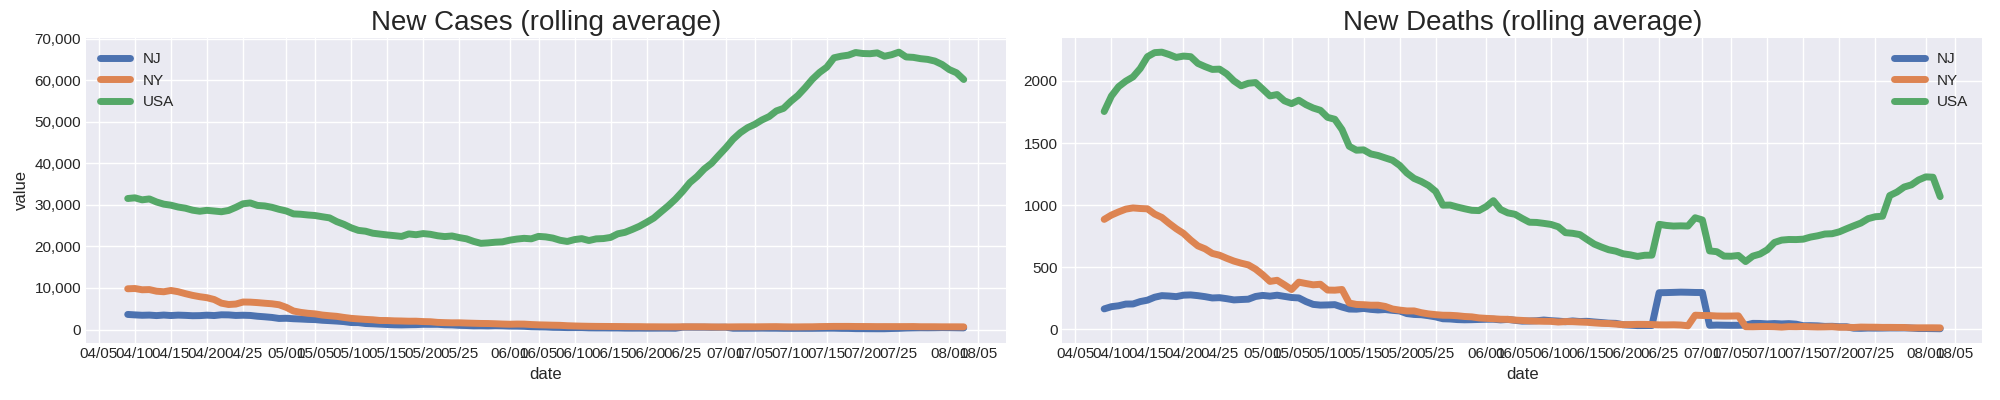 New Cases (rolling average)
70,000
60,000
50,000
40,000
30,000
20,000
10,000
0
value
NJ
NY
USA
04/05 04/10 04/15 04/20 04/25 05/01 05/05 05/10 05/15 05/20 05/25 06/01 06/05 06/10 06/15 06/20 06/25 07/01 07/05 07/10 07/15 07/20 07/25 08/01 08/05
date
New Deaths (rolling average)
2000
1500
1000
500
0
NJ
NY
USA
04/05 04/10 04/15 04/20 04/25 05/01 05/05 05/10 05/15 05/20 05/25 06/01 06/05 06/10 06/15 06/20 06/25 07/01 07/05 07/10 07/15 07/20 07/25 08/01 08/05
date